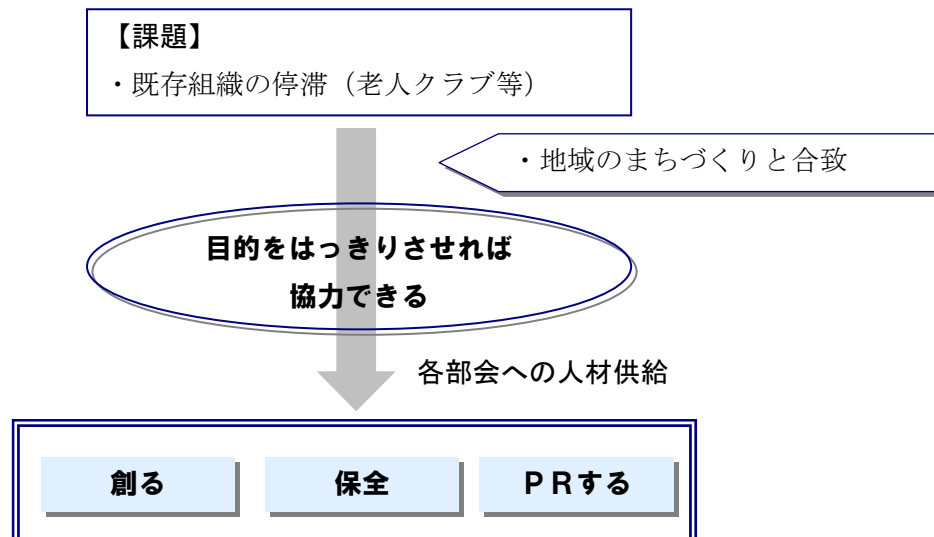 【課題】
・既存組織の停滞（老人クラブ等）
・地域のまちづくりと合致
目的をはっきりさせれば
協力できる
各部会への人材供給
創る
保全
ＰＲする